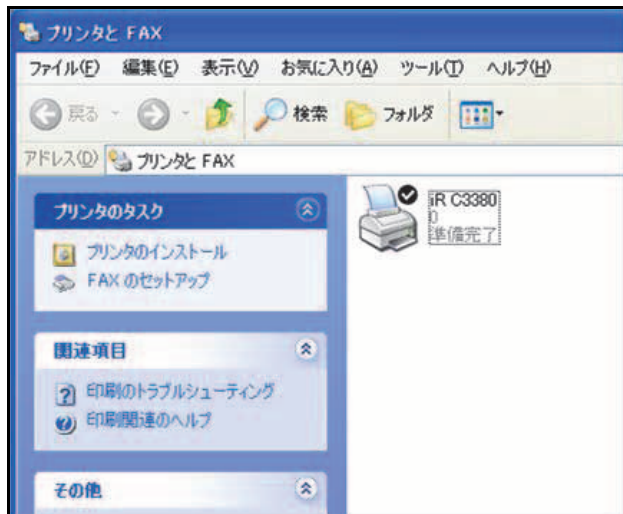 プリンタと FAX
ファイル(F) 編集(E) 表示(V) お気に入り(A) ツール(T) ヘルプ(H)
戻る 検索 フォルダ
アドレス(D) プリンタと FAX
プリンタのタスク
プリンタのインストール
FAX のセットアップ
関連項目
印刷のトラブルシューティング
印刷関連のヘルプ
その他
iR C3380
0
準備完了